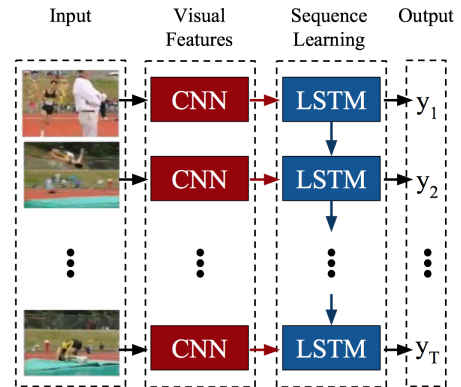 Input
Visual
Features
Sequence
Learning
Output
CNN
LSTM
y1
CNN
LSTM
y2
CNN
LSTM
yT